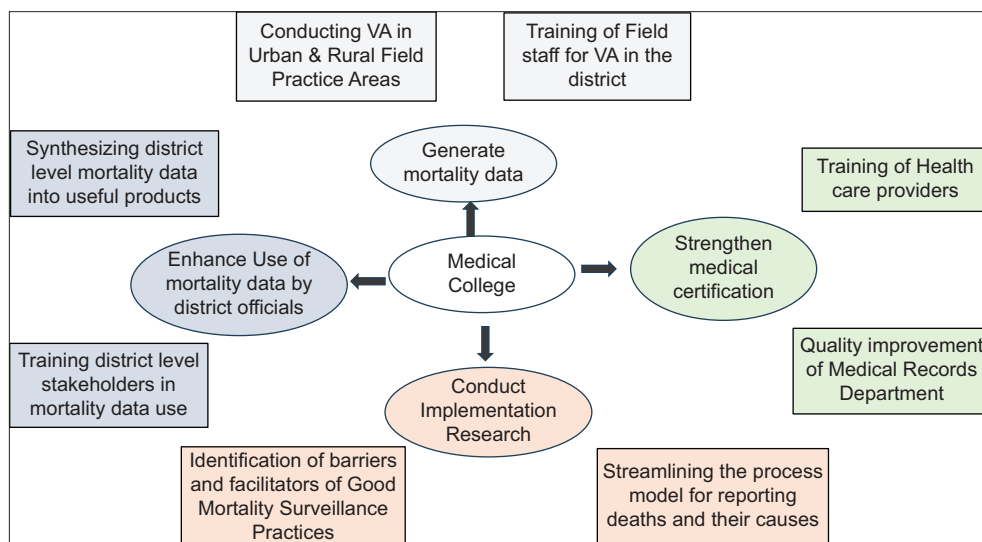 Conducting VA in
Urban & Rural Field
Practice Areas
Training of Field
staff for VA in the
district
Synthesizing district
level mortality data
into useful products
Generate
mortality data
Training of Health
care providers
Enhance Use of
mortality data by
district officials
Medical
College
Strengthen
medical
certification
Training district level
stakeholders in
mortality data use
Conduct
Implementation
Research
Quality improvement
of Medical Records
Department
Identification of barriers
and facilitators of Good
Mortality Surveillance
Practices
Streamlining the process
model for reporting
deaths and their causes